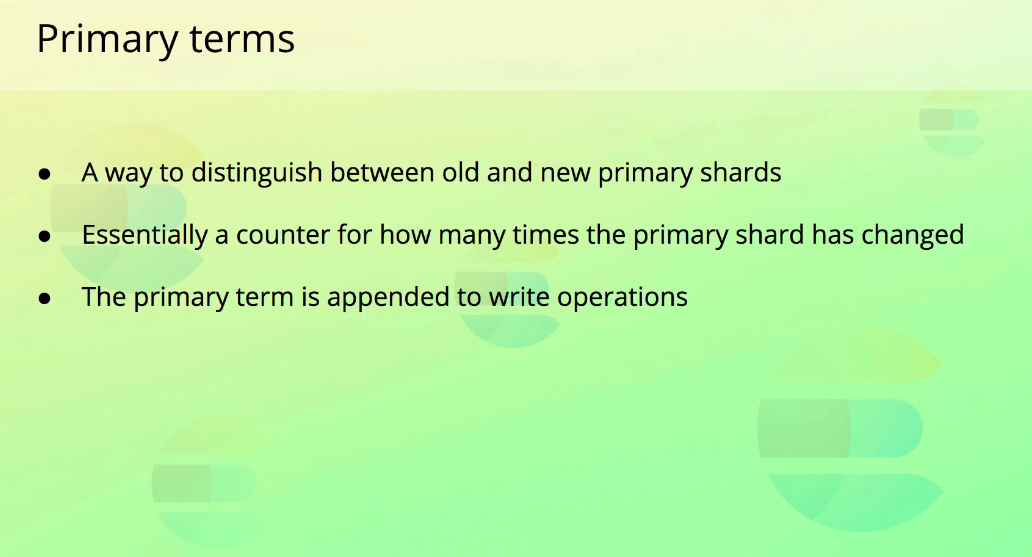 Primary terms
● A way to distinguish between old and new primary shards
● Essentially a counter for how many times the primary shard has changed
● The primary term is appended to write operations